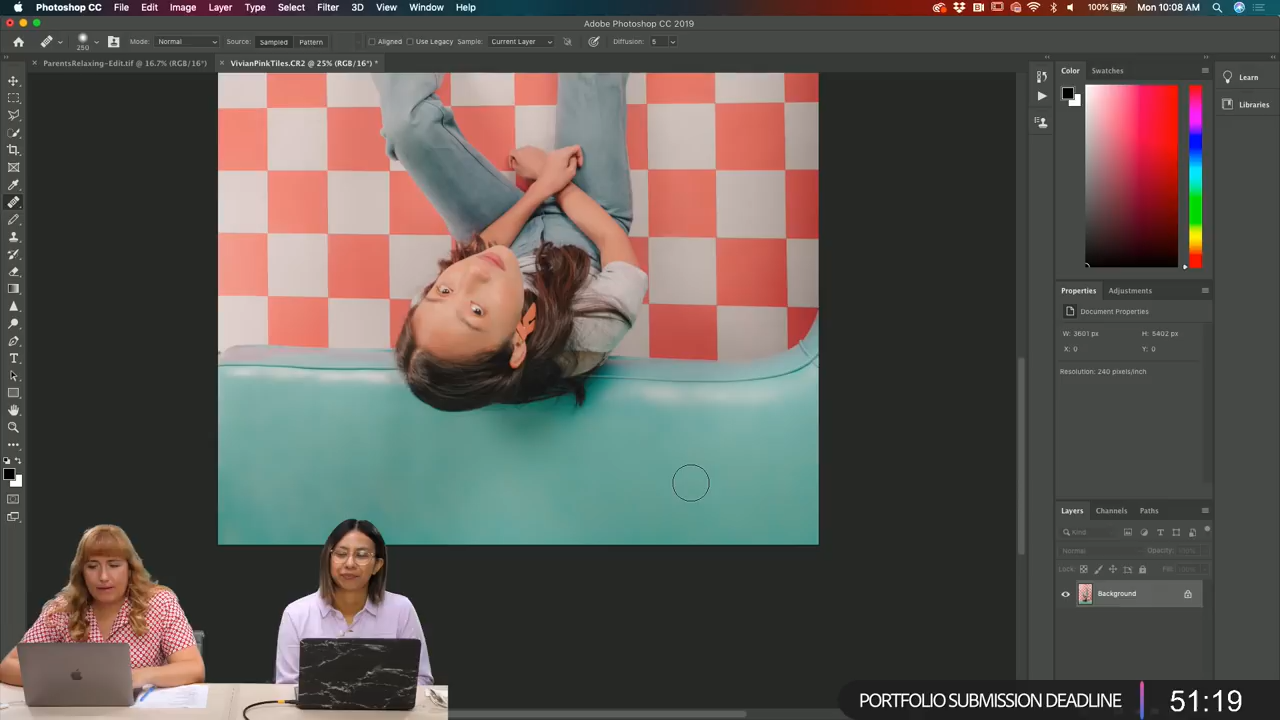 Photoshop CC File Edit Image Layer Type Select Filter 3D View Window Help 100% Mon 10:08 AM
Adobe Photoshop CC 2019
250 Mode: Normal Source: Sampled Pattern Aligned Use Legacy Sample: Current Layer Diffusion: 5
× ParentsRelaxing-Edit.tif @ 16.7% (RGB/16*) × VivianPinkTiles.CR2 @ 25% (RGB/16*) *
Color Swatches
Learn
Libraries
Properties Adjustments
Document Properties
W: 3601 px H: 5402 px
X: 0 Y: 0
Resolution: 240 pixels/inch
Layers Channels Paths
Kind
Normal Opacity: 100%
Lock: Fill: 100%
Background
PORTFOLIO SUBMISSION DEADLINE 51:19